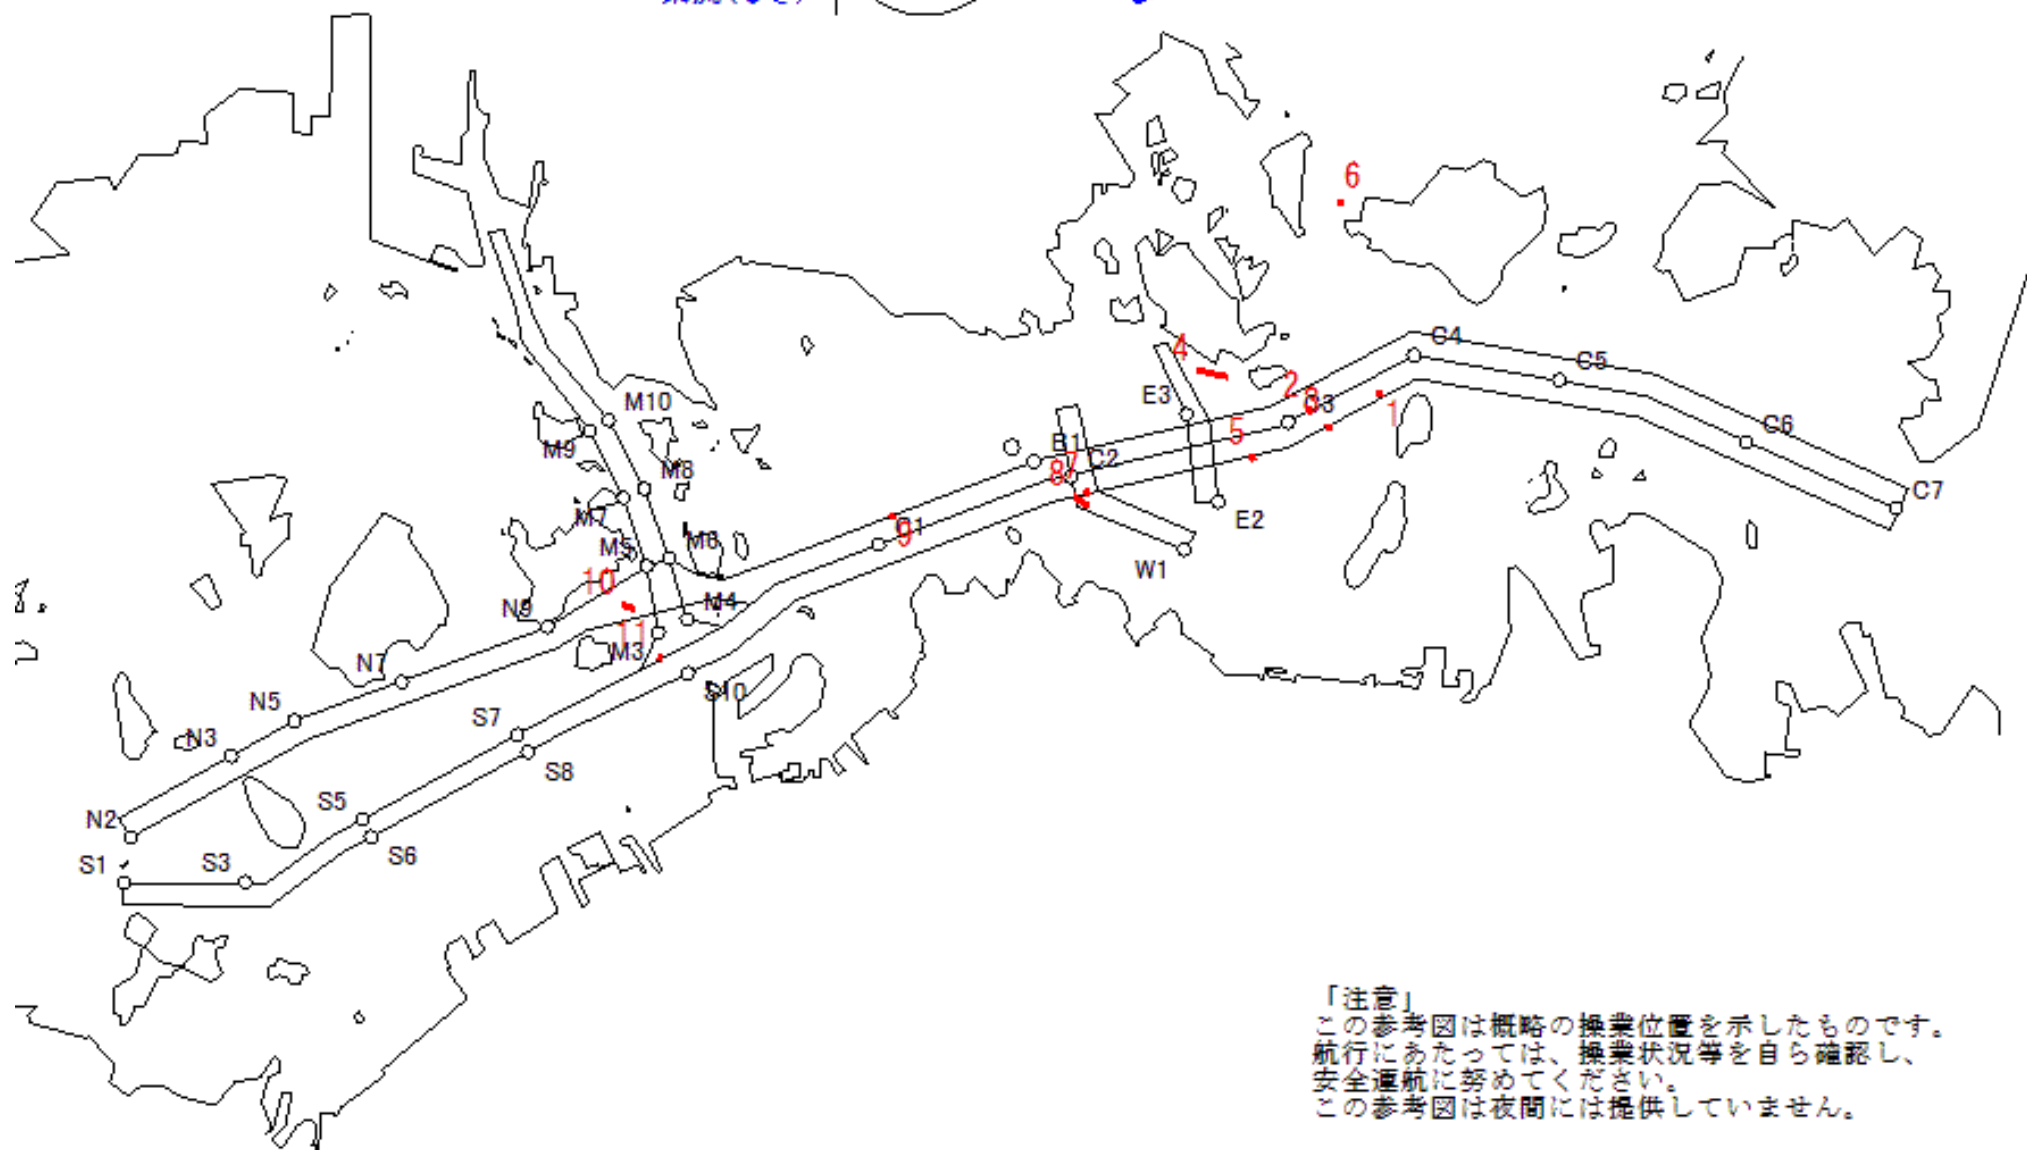 6
4
C4
C5
2
3
C3
1
E3
M10
5
C6
B1
M9
7
C2
M8
8
C7
M7
E2
C1
9
M5
M6
W1
10
N9
M4
11
M3
N7
S10
N5
S7
N3
S8
S5
N2
S6
S1
S3
「注意」
この参考図は概略の操業位置を示したものです。
航行にあたっては、操業状況等を自ら確認し、
安全運航に努めてください。
この参考図は夜間には提供していません。